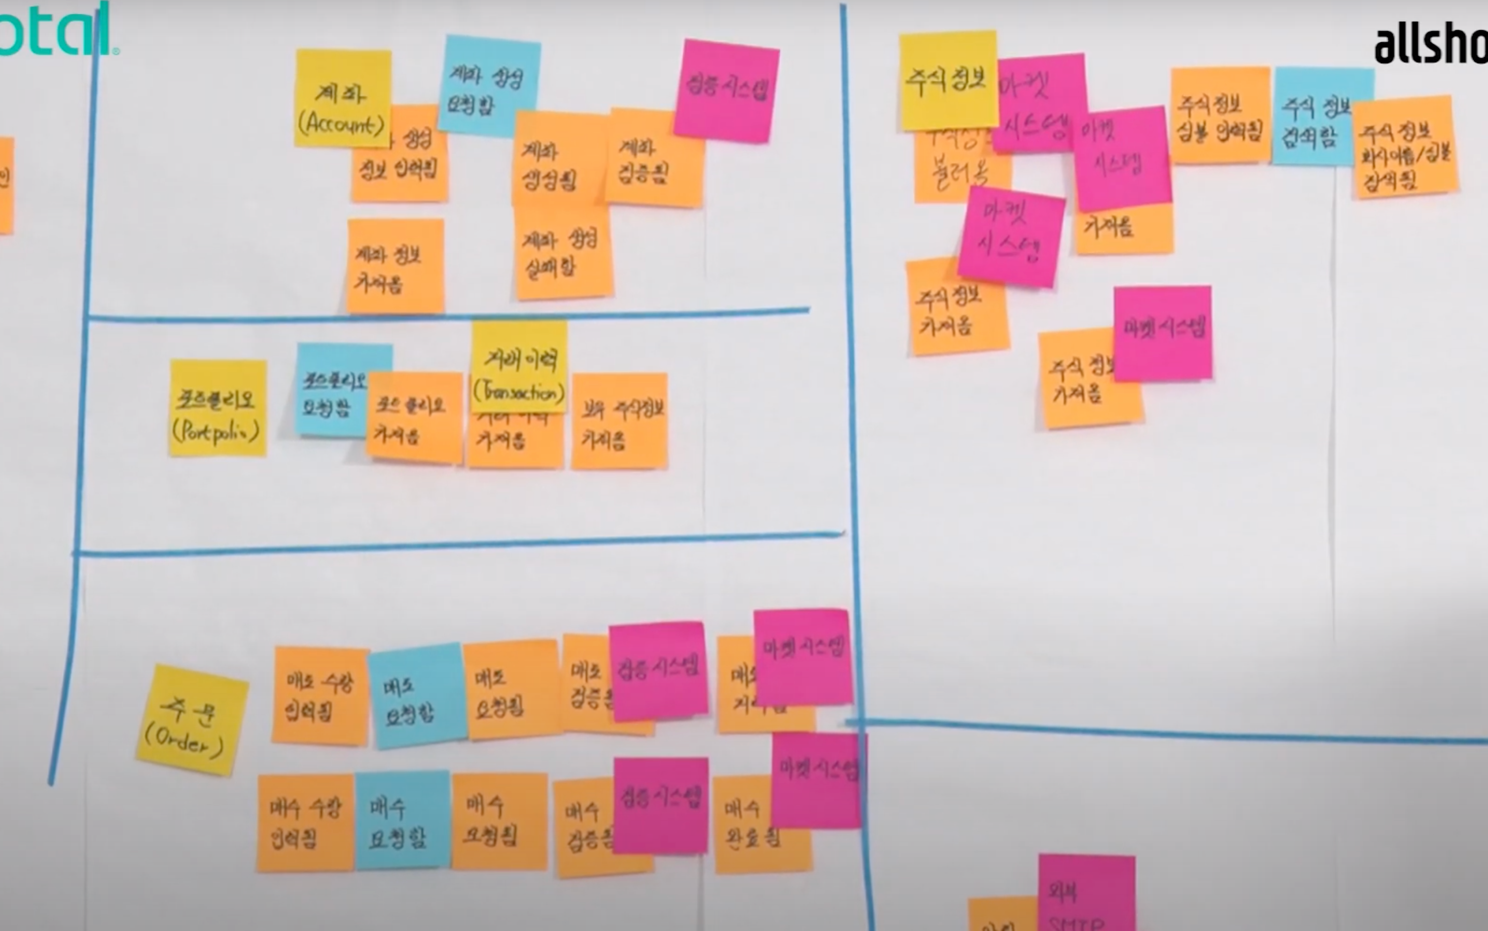 otal
allsho
인
계좌
(Account)
계좌 생성
요청함
검증시스템
생성
정보 입력됨
계좌
생성됨
계좌
검증됨
계좌 정보
가져옴
계좌 생성
실패함
포트폴리오
(Portpolio)
포트폴리오
요청함
포트폴리오
가져옴
거래이력
(Transaction)
가져옴
보유 주식정보
가져옴
주문
(Order)
매도 수량
입력됨
매도
요청함
매도
요청됨
매도
검증됨
검증시스템
마켓시스템
매수 수량
입력됨
매수
요청함
매수
요청됨
매수
검증됨
검증시스템
매수
완료됨
마켓시스템
주식 정보
불러옴
마켓
시스템
마켓
시스템
가져옴
마켓
시스템
주식 정보
가져옴
주식 정보
가져옴
마켓시스템
주식 정보
심볼 입력됨
주식 정보
검색함
주식 정보
회사이름/심볼
검색됨
외부
SMTP